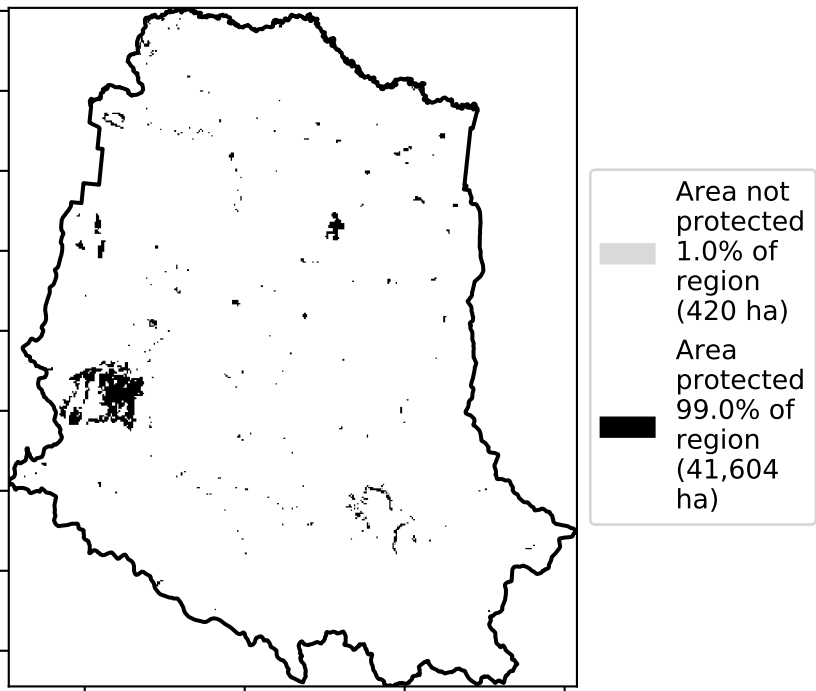 Area not
protected
1.0% of
region
(420 ha)
Area
protected
99.0% of
region
(41,604
ha)